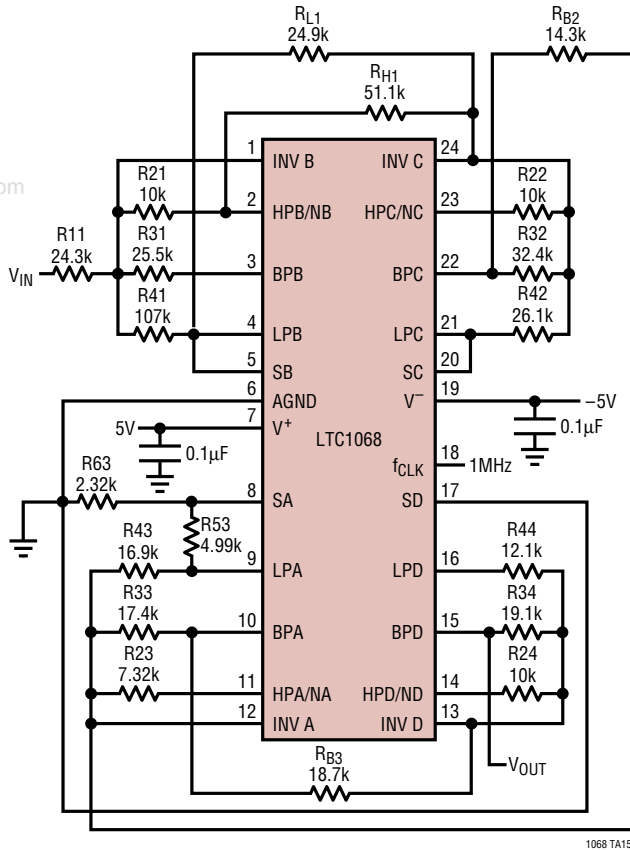 RL1
24.9k
RB2
14.3k
RH1
51.1k
1 INV B INV C 24
R21
10k
R22
10k
2 HPB/NB HPC/NC 23
R11
24.3k
R31
25.5k
R32
32.4k
VIN
3 BPB BPC 22
R41
107k
R42
26.1k
4 LPB LPC 21
5 SB SC 20
6 AGND V− 19
−5V
5V
7 V+
LTC1068
0.1µF
0.1µF
fCLK 18 1MHz
R63
2.32k
8 SA SD 17
R53
4.99k
R43
16.9k
R44
12.1k
9 LPA LPD 16
R33
17.4k
R34
19.1k
10 BPA BPD 15
R23
7.32k
R24
10k
11 HPA/NA HPD/ND 14
12 INV A INV D 13
RB3
18.7k
VOUT
1068 TA15
om